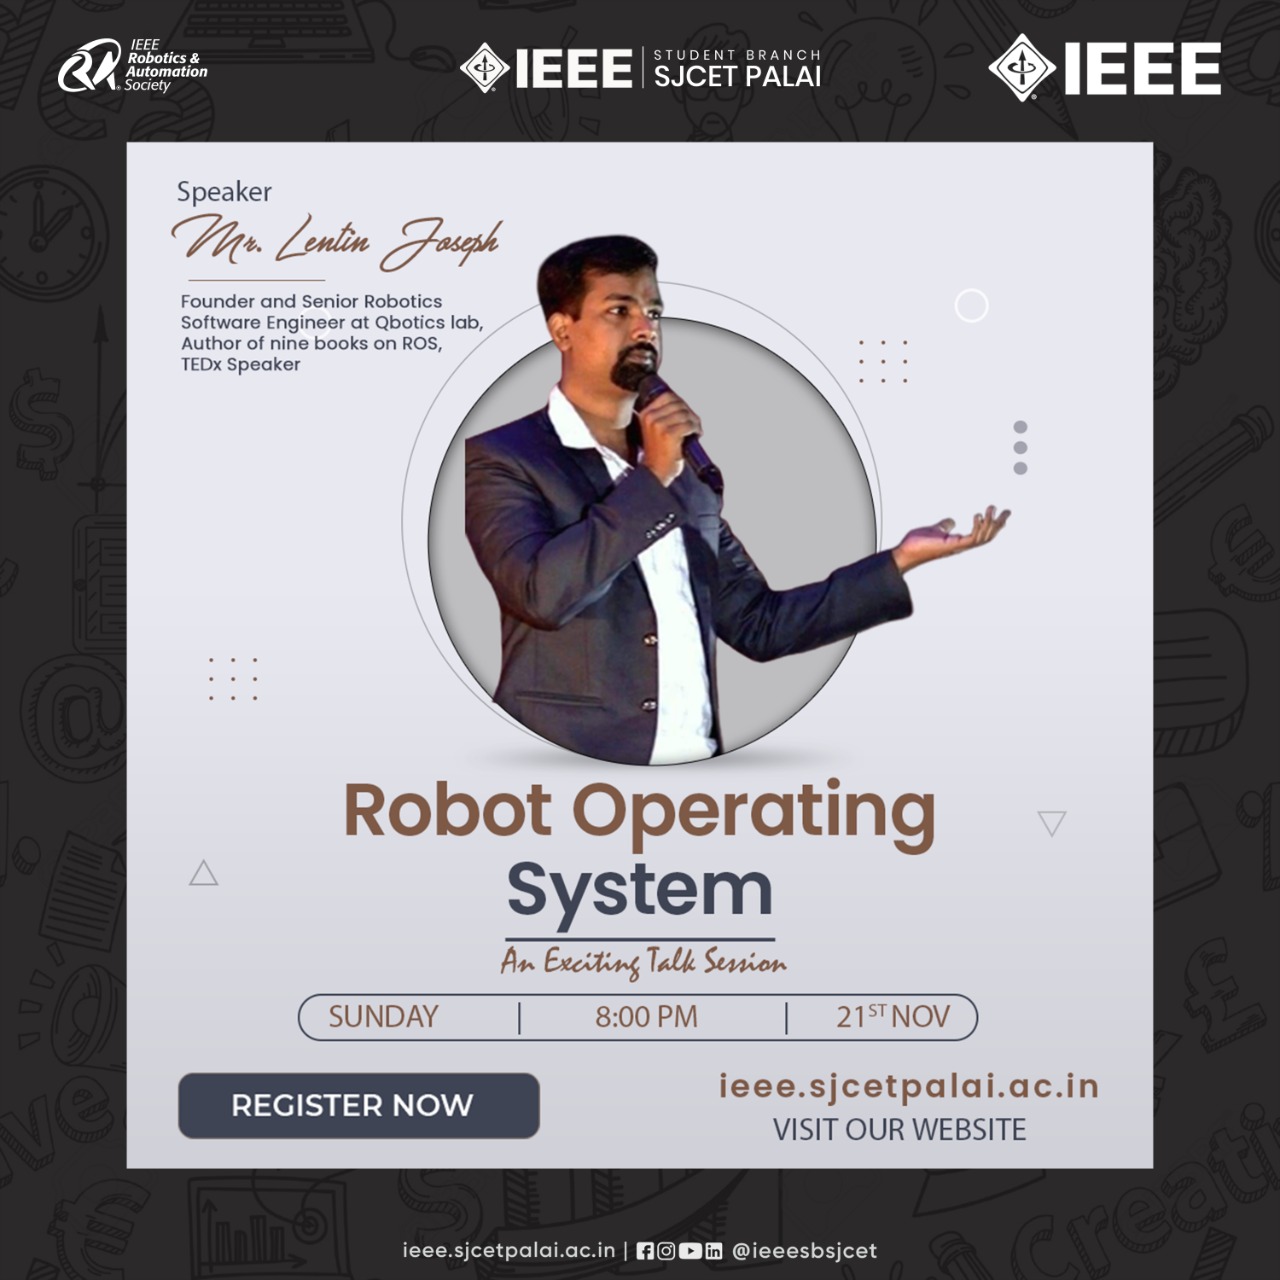 IEEE
Robotics &
Automation
Society
IEEE
STUDENT BRANCH
SJCET PALAI
IEEE
Speaker
Mr. Lentin Joseph
Founder and Senior Robotics
Software Engineer at Qbotics lab,
Author of nine books on ROS,
TEDx Speaker
Robot Operating
System
An Exciting Talk Session
SUNDAY | 8:00 PM | 21ST NOV
REGISTER NOW
ieee.sjcetpalai.ac.in
VISIT OUR WEBSITE
ieee.sjcetpalai.ac.in | @ieeesbsjcet